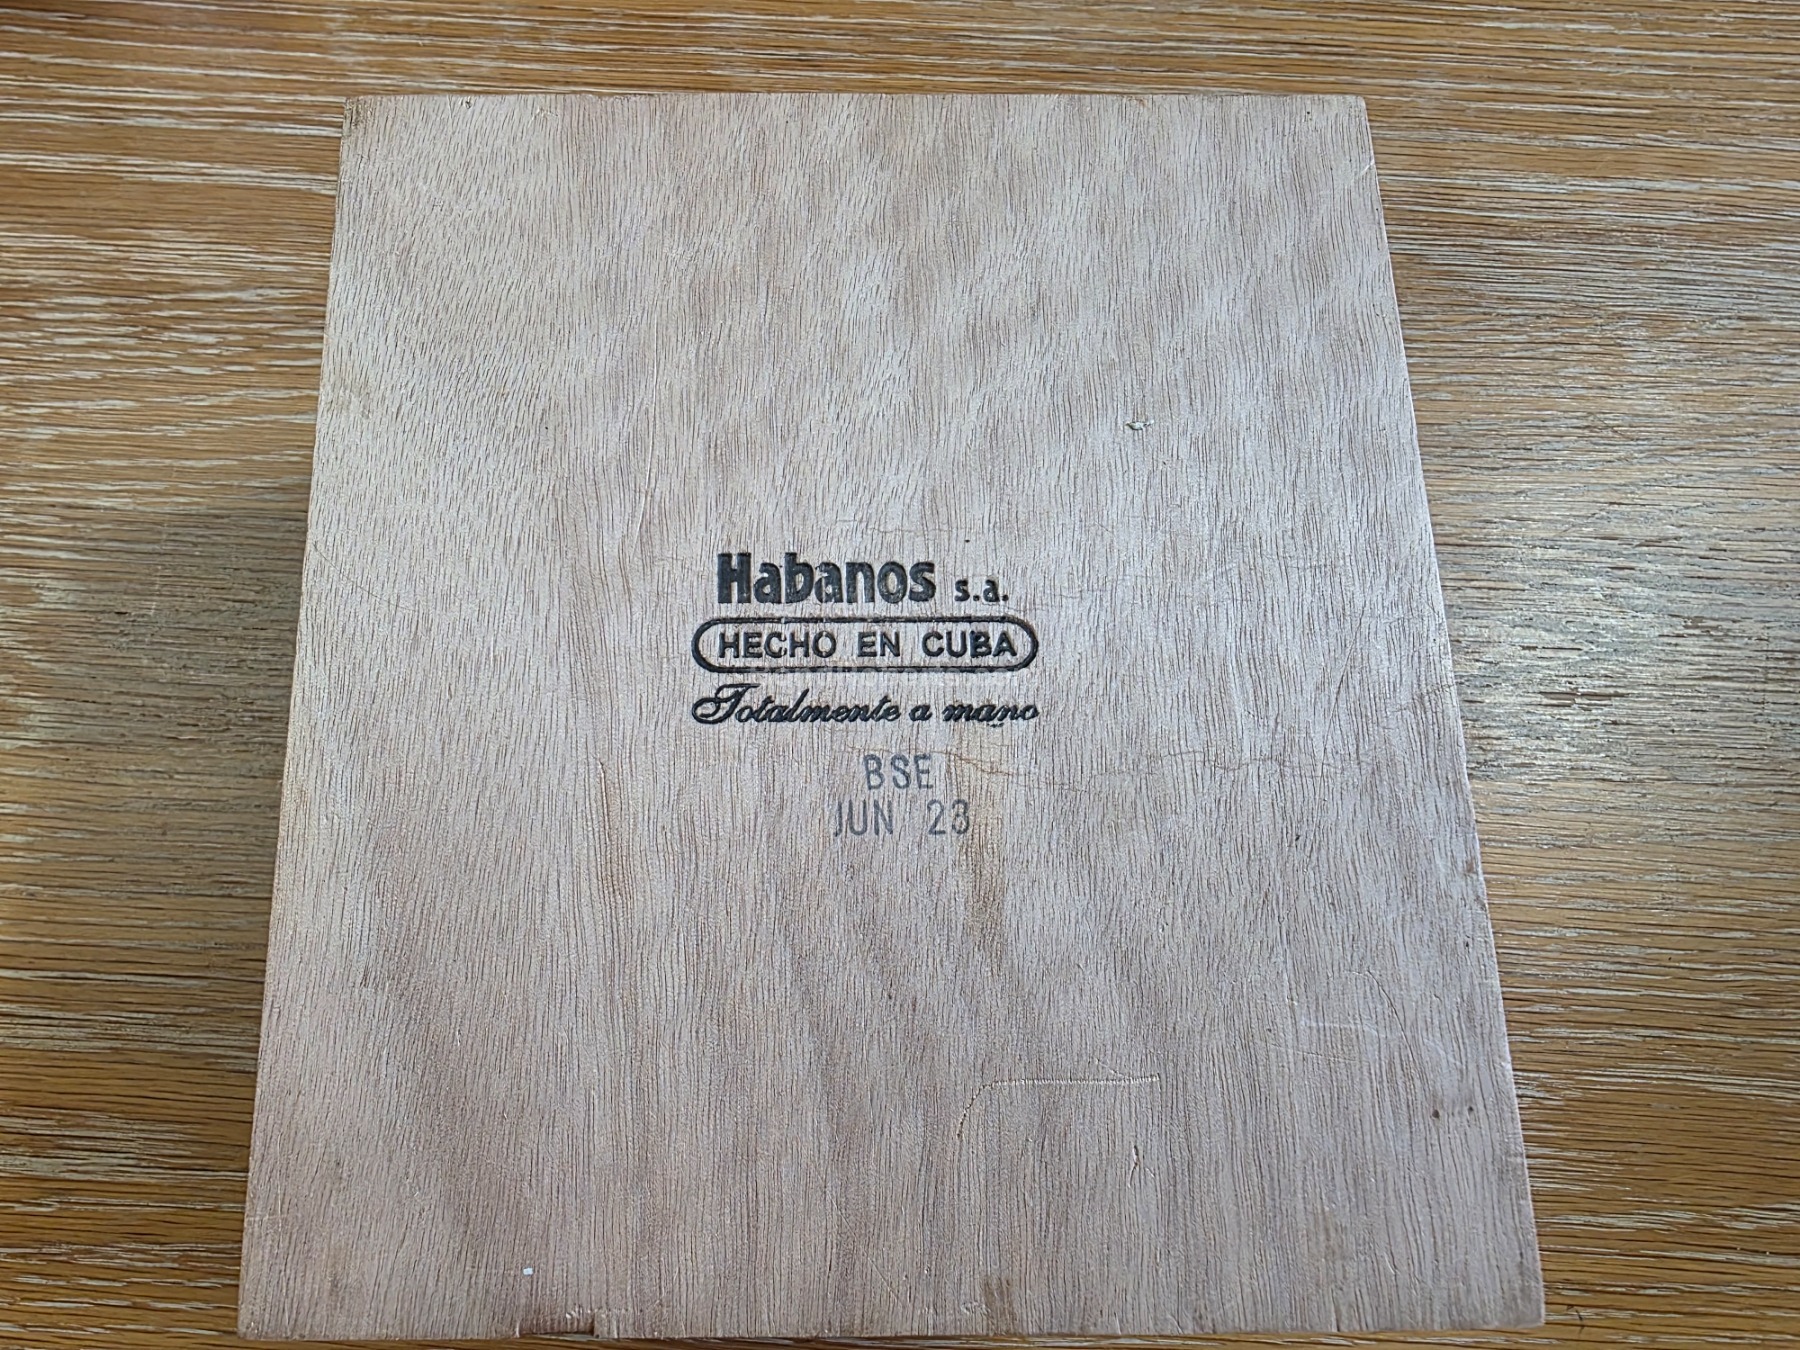 Habanos s.a.
HECHO EN CUBA
Totalmente a mano
BSE
JUN 23